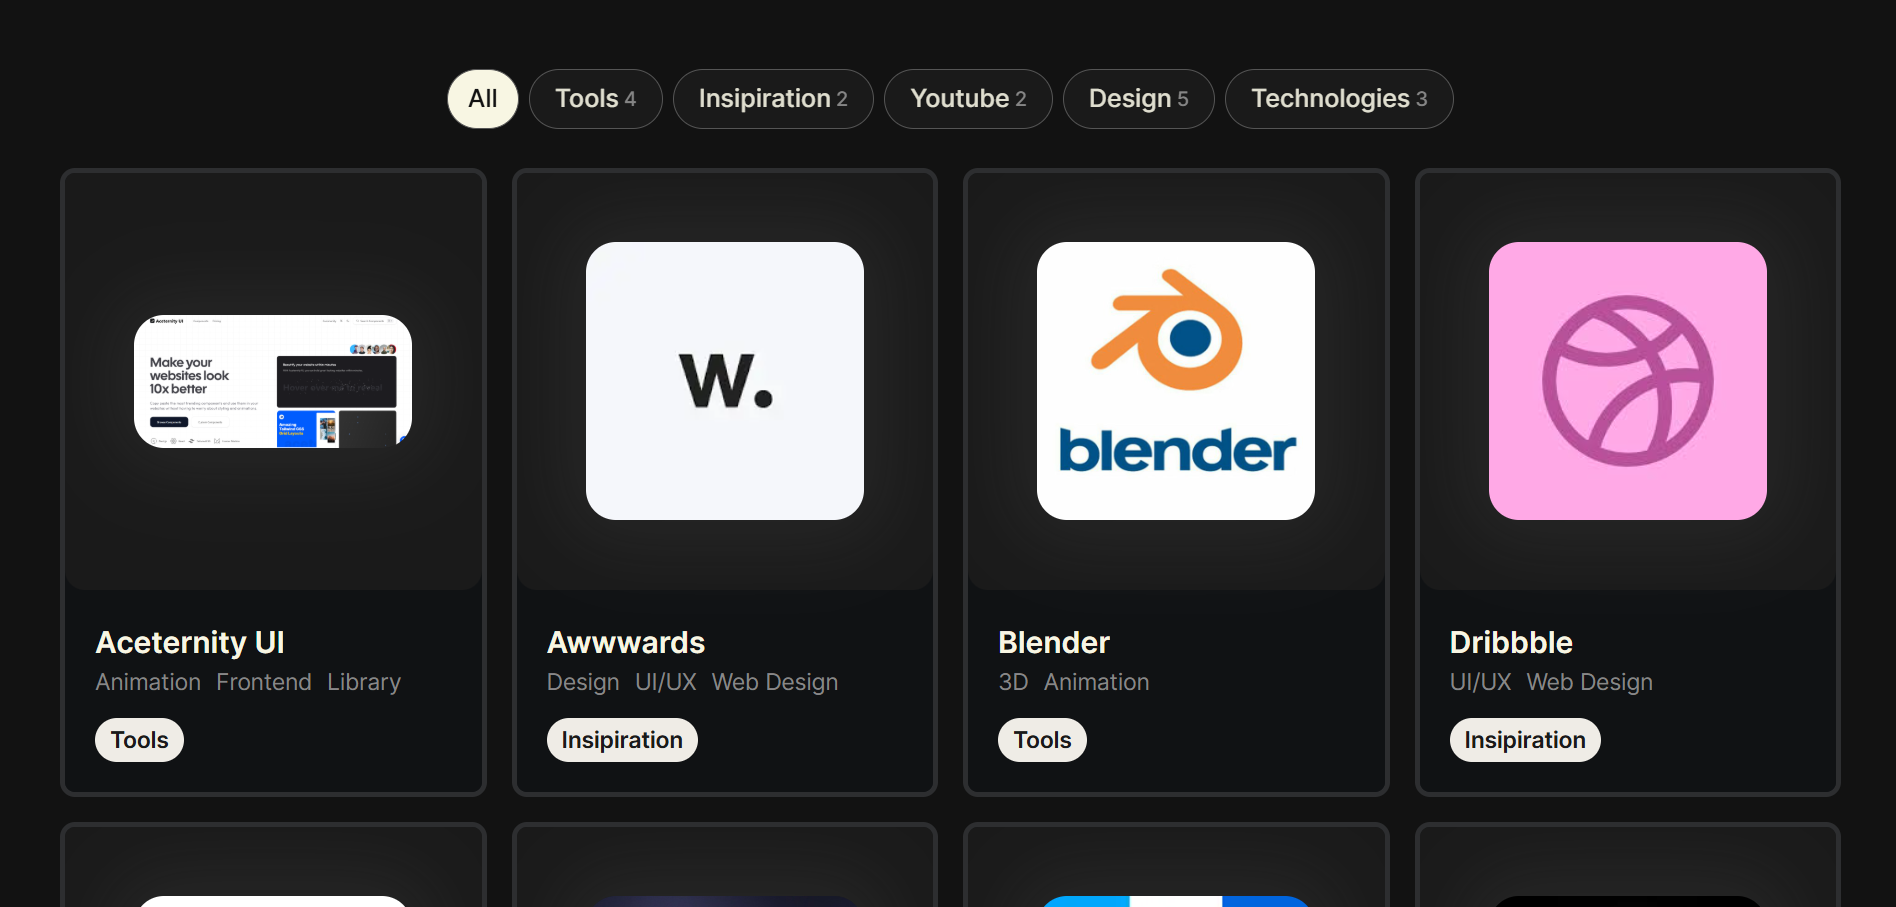 All
Tools 4
Insipiration 2
Youtube 2
Design 5
Technologies 3
Aceternity UI
Make your
websites look
10x better
W.
blender
Aceternity UI
Animation Frontend Library
Tools
Awwwards
Design UI/UX Web Design
Insipiration
Blender
3D Animation
Tools
Dribbble
UI/UX Web Design
Insipiration